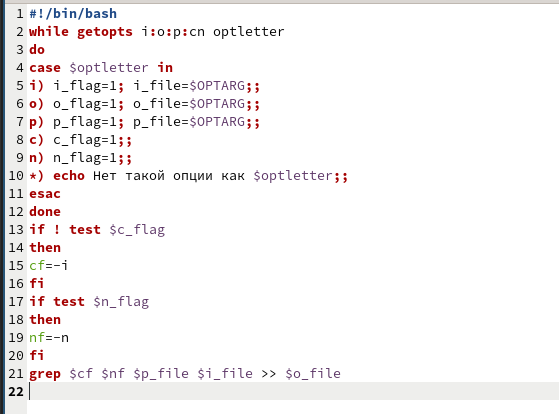 1 #!/bin/bash
2 while getopts i:o:p:cn optletter
3 do
4 case $optletter in
5 i) i_flag=1; i_file=$OPTARG;;
6 o) o_flag=1; o_file=$OPTARG;;
7 p) p_flag=1; p_file=$OPTARG;;
8 c) c_flag=1;;
9 n) n_flag=1;;
10 *) echo Нет такой опции как $optletter;;
11 esac
12 done
13 if ! test $c_flag
14 then
15 cf=-i
16 fi
17 if test $n_flag
18 then
19 nf=-n
20 fi
21 grep $cf $nf $p_file $i_file >> $o_file
22